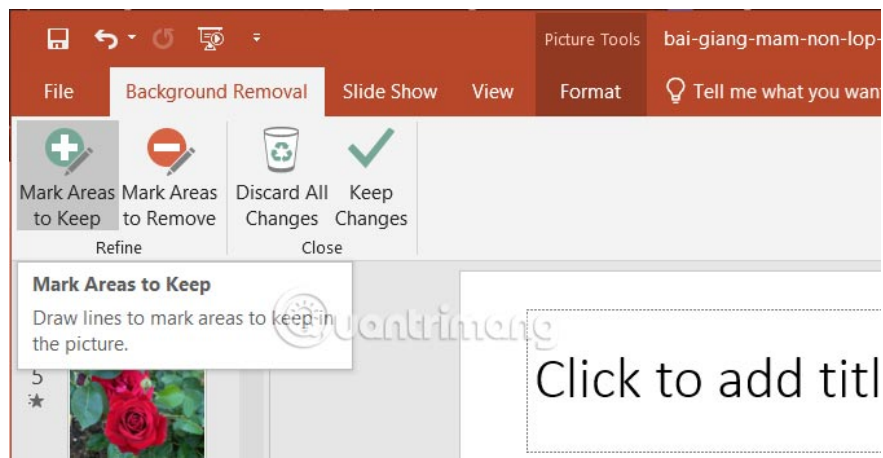 Picture Tools
bai-giang-mam-non-lop-
File
Background Removal
Slide Show
View
Format
Tell me what you wan
Mark Areas
to Keep
Mark Areas
to Remove
Discard All
Changes
Keep
Changes
Refine
Close
Mark Areas to Keep
Draw lines to mark areas to keep in
the picture.
Quantrimang
5
Click to add titl